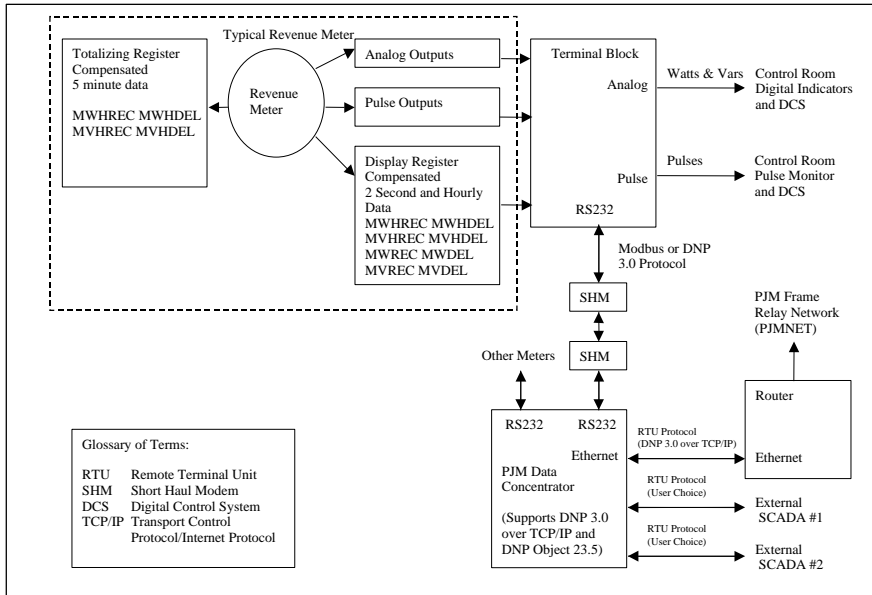 Typical Revenue Meter
Totalizing Register
Compensated
5 minute data
MWHREC MWHDEL
MVHREC MVHDEL
Revenue
Meter
Analog Outputs
Pulse Outputs
Display Register
Compensated
2 Second and Hourly
Data
MWHREC MWHDEL
MVHREC MVHDEL
MWREC MWDEL
MVREC MVDEL
Terminal Block
Analog
Pulse
RS232
Watts & Vars
Control Room
Digital Indicators
and DCS
Pulses
Control Room
Pulse Monitor
and DCS
Modbus or DNP
3.0 Protocol
SHM
SHM
Other Meters
PJM Frame
Relay Network
(PJMNET)
Router
Ethernet
RS232
RS232
Ethernet
PJM Data
Concentrator
(Supports DNP 3.0
over TCP/IP and
DNP Object 23.5)
RTU Protocol
(DNP 3.0 over TCP/IP)
RTU Protocol
(User Choice)
External
SCADA #1
RTU Protocol
(User Choice)
External
SCADA #2
Glossary of Terms:
RTU Remote Terminal Unit
SHM Short Haul Modem
DCS Digital Control System
TCP/IP Transport Control
Protocol/Internet Protocol